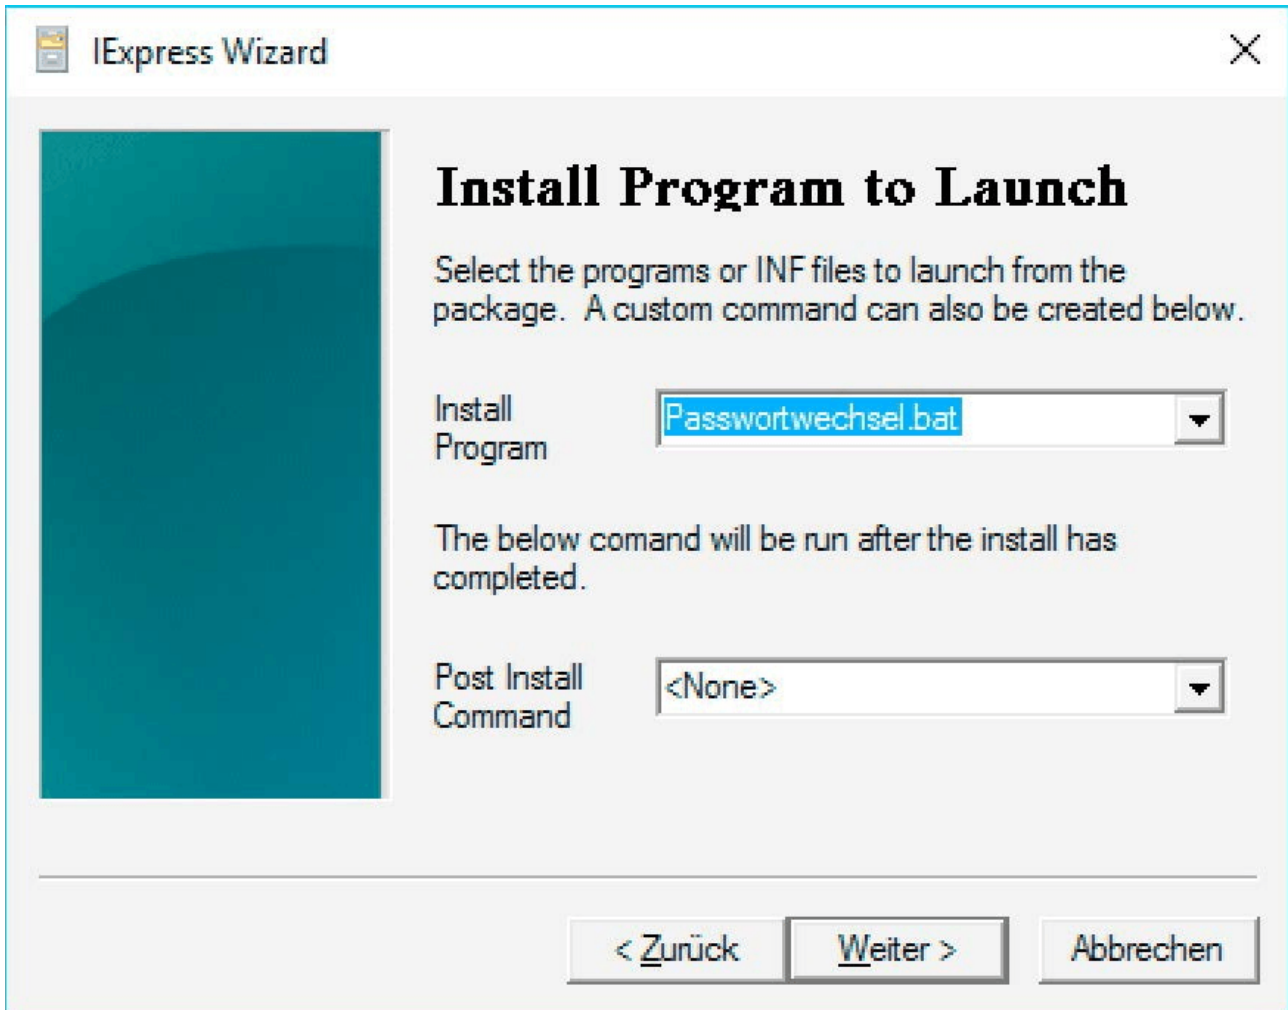 IExpress Wizard
Install Program to Launch
Select the programs or INF files to launch from the
package. A custom command can also be created below.
Install
Program
Passwortwechsel.bat
The below comand will be run after the install has
completed.
Post Install
Command
<None>
< Zurück
Weiter >
Abbrechen